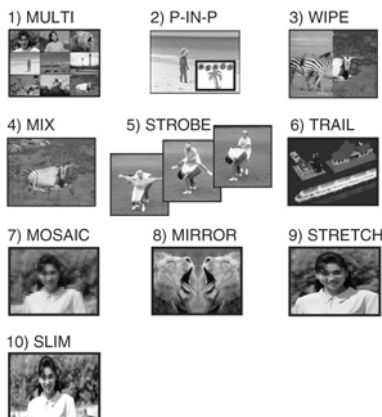 1) MULTI
2) P-IN-P
3) WIPE
4) MIX
5) STROBE
6) TRAIL
7) MOSAIC
8) MIRROR
9) STRETCH
10) SLIM